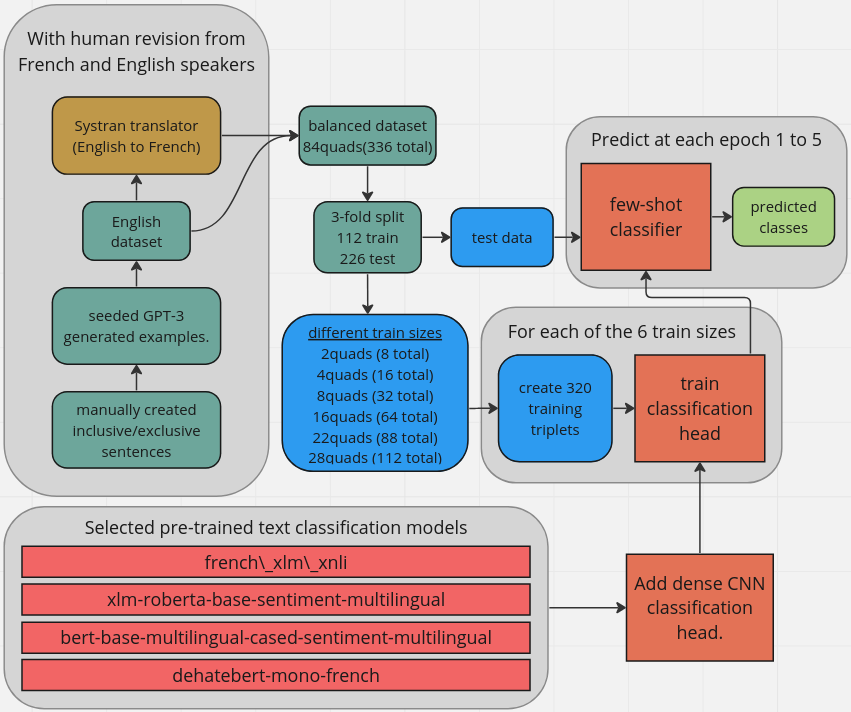 With human revision from
French and English speakers
Systran translator
(English to French)
English
dataset
seeded GPT-3
generated examples.
manually created
inclusive/exclusive
sentences
balanced dataset
84quads(336 total)
3-fold split
112 train
226 test
test data
different train sizes
2quads (8 total)
4quads (16 total)
8quads (32 total)
16quads (64 total)
22quads (88 total)
28quads (112 total)
Predict at each epoch 1 to 5
few-shot
classifier
predicted
classes
For each of the 6 train sizes
create 320
training
triplets
train
classification
head
Selected pre-trained text classification models
french\_xlm\_xnli
xlm-roberta-base-sentiment-multilingual
bert-base-multilingual-cased-sentiment-multilingual
dehatebert-mono-french
Add dense CNN
classification
head.